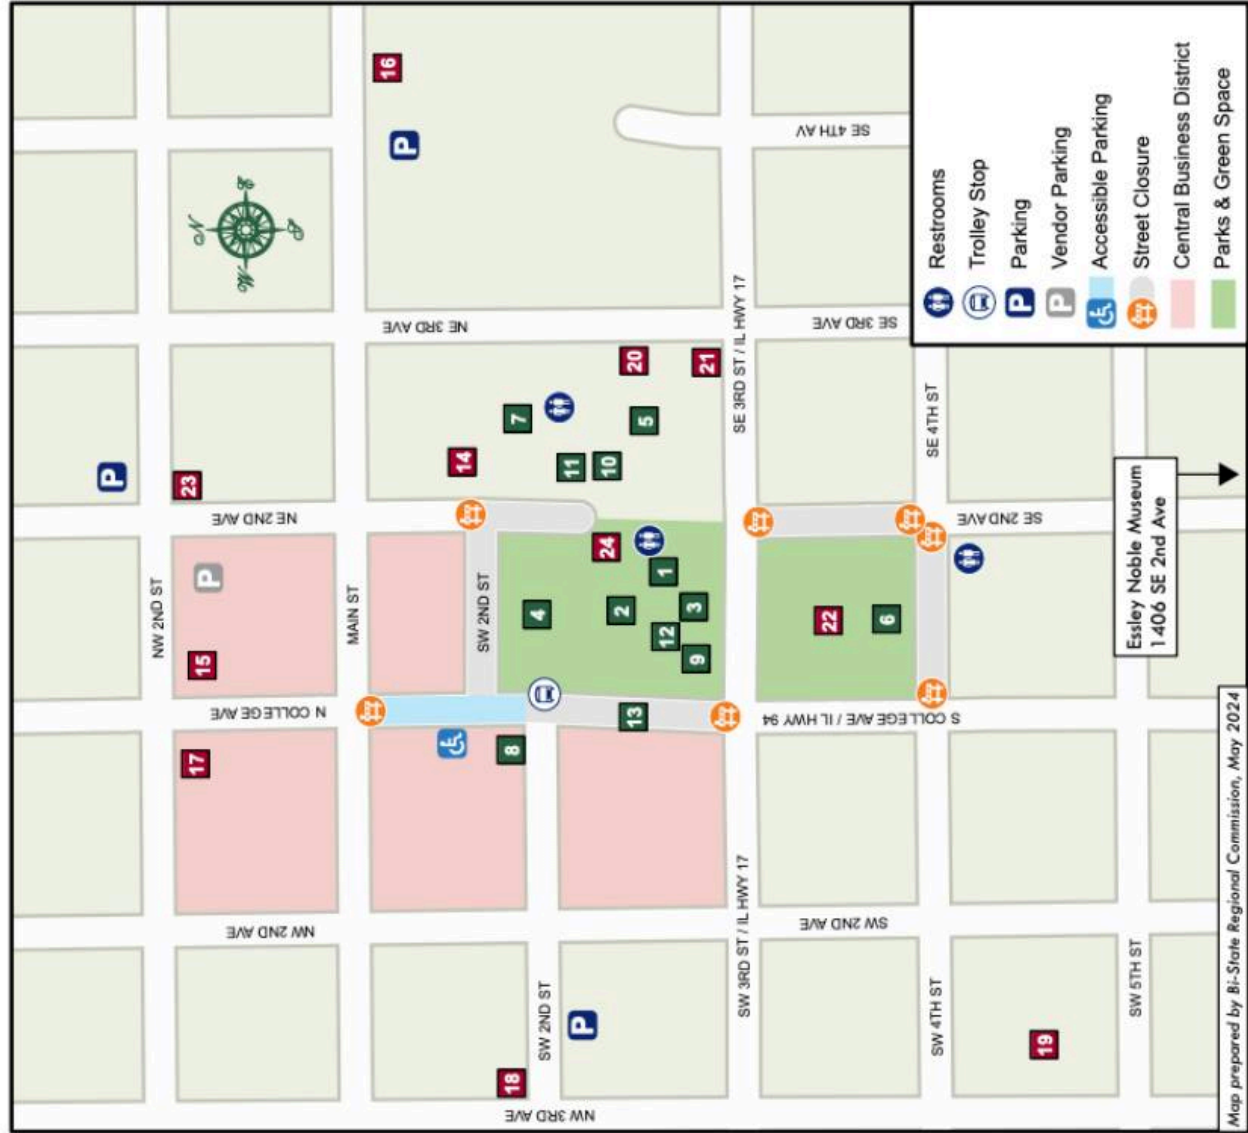 16
P
SE 4TH AV
NE 3RD AVE
SE 3RD AVE
SE 3RD ST / IL HWY 17
P
23
14
7
20
21
5
11
10
SE 4TH ST
NE 2ND AVE
SE 2ND AVE
NW 2ND ST
P
15
MAIN ST
SW 2ND ST
24
4
1
2
3
12
9
22
6
N COLLEGE AVE
S COLLEGE AVE / IL HWY 94
17
8
13
NW 2ND AVE
SW 2ND AVE
SW 3RD ST / IL HWY 17
SW 2ND ST
P
18
NW 3RD AVE
SW 4TH ST
19
SW 5TH ST
N
E
S
W
Restrooms
Trolley Stop
P Parking
P Vendor Parking
Accessible Parking
Street Closure
Central Business District
Parks & Green Space
Essley Noble Museum
1406 SE 2nd Ave
Map prepared by Bi-State Regional Commission, May 2024